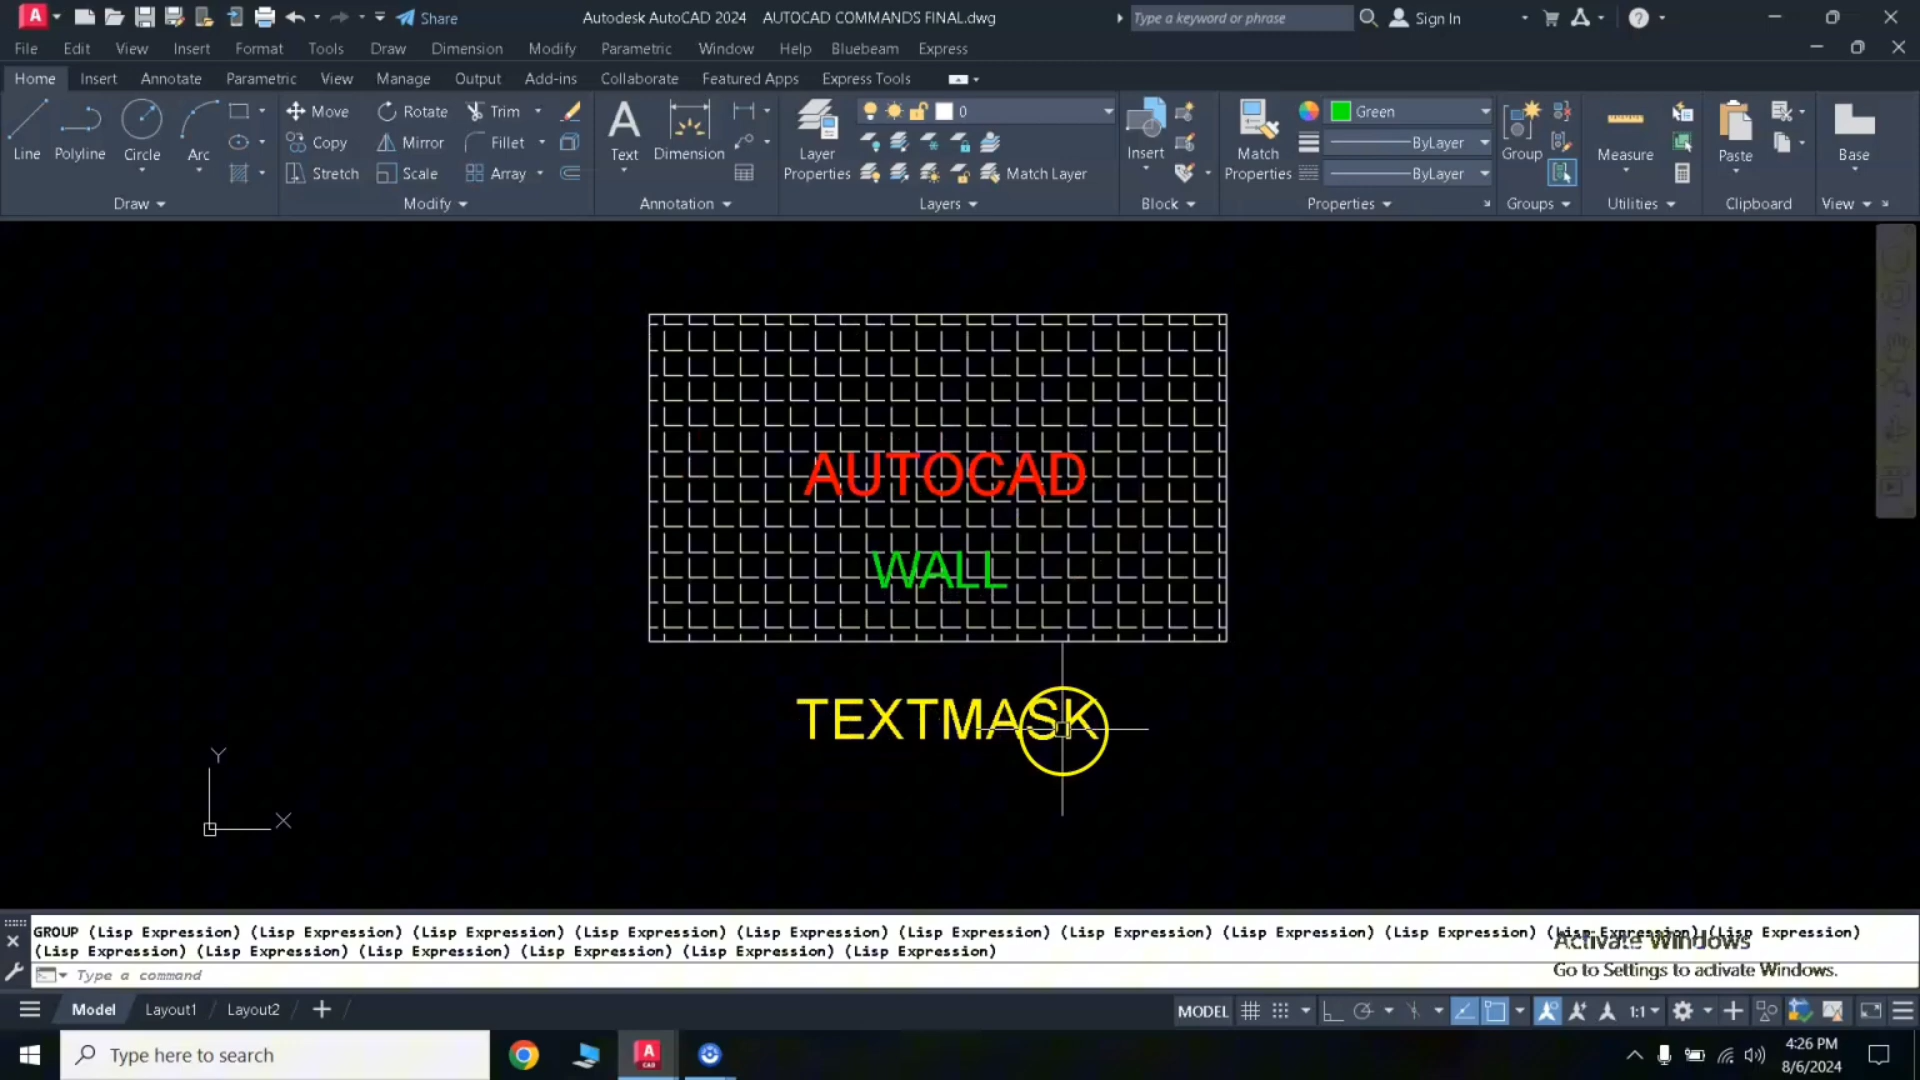 Share
Autodesk AutoCAD 2024 AUTOCAD COMMANDS FINAL.dwg
Type a keyword or phrase
Sign In
File Edit View Insert Format Tools Draw Dimension Modify Parametric Window Help Bluebeam Express
Home Insert Annotate Parametric View Manage Output Add-ins Collaborate Featured Apps Express Tools
Move Rotate Trim 0 Green
Copy Mirror Fillet ByLayer
Line Polyline Circle Arc Text Dimension Layer Properties Insert Match Properties Group Measure Paste Base
Stretch Scale Array Match Layer ByLayer
Draw Modify Annotation Layers Block Properties Groups Utilities Clipboard View
AUTOCAD
WALL
TEXTMASK
Y
X
GROUP (Lisp Expression) (Lisp Expression) (Lisp Expression) (Lisp Expression) (Lisp Expression) (Lisp Expression) (Lisp Expression) (Lisp Expression) (Lisp Expression) (Lisp Expression) (Lisp Expression)
(Lisp Expression) (Lisp Expression) (Lisp Expression) (Lisp Expression) (Lisp Expression) (Lisp Expression)
Activate Windows
Go to Settings to activate Windows.
Type a command
Model Layout1 Layout2
MODEL 1:1
Type here to search
A CAD
4:26 PM
8/6/2024